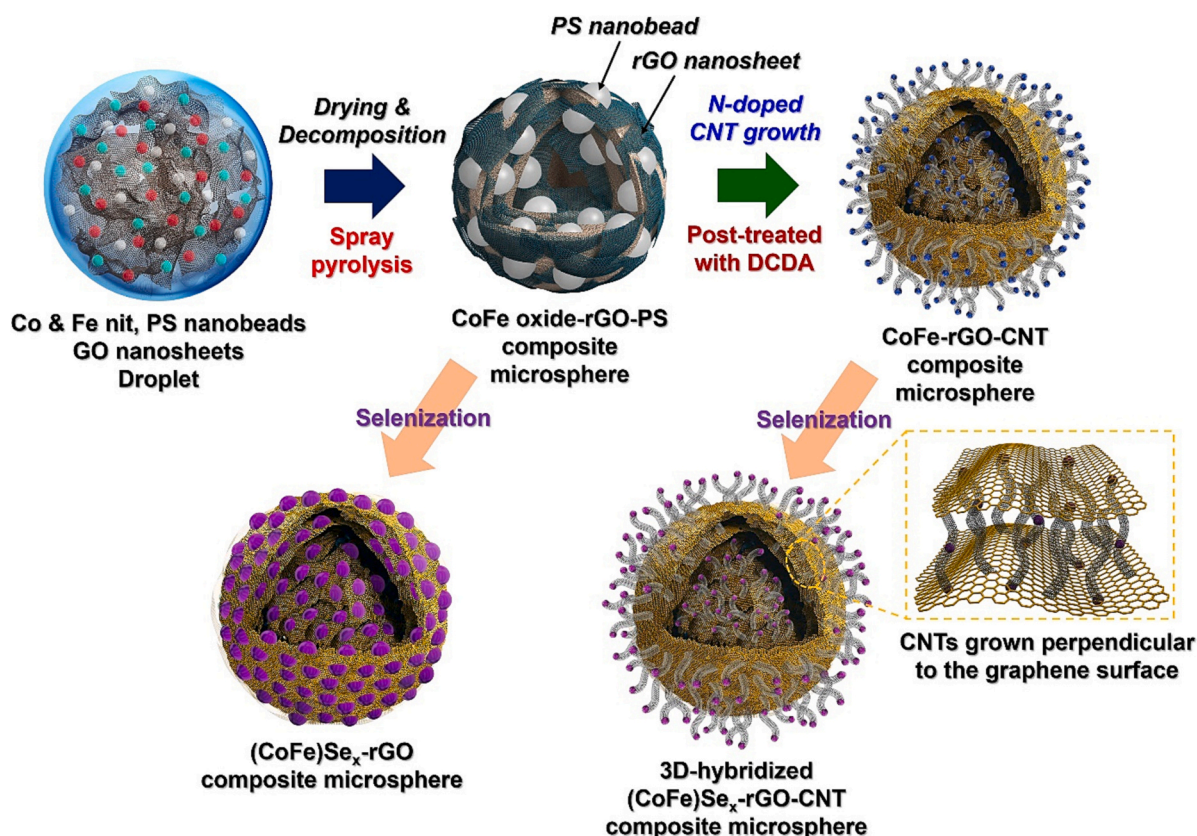 PS nanobead
rGO nanosheet
Drying &
Decomposition
Spray
pyrolysis
N-doped
CNT growth
Post-treated
with DCDA
Co & Fe nit, PS nanobeads
GO nanosheets
Droplet
CoFe oxide-rGO-PS
composite
microsphere
CoFe-rGO-CNT
composite
microsphere
Selenization
Selenization
(CoFe)Seₓ-rGO
composite microsphere
3D-hybridized
(CoFe)Seₓ-rGO-CNT
composite microsphere
CNTs grown perpendicular
to the graphene surface